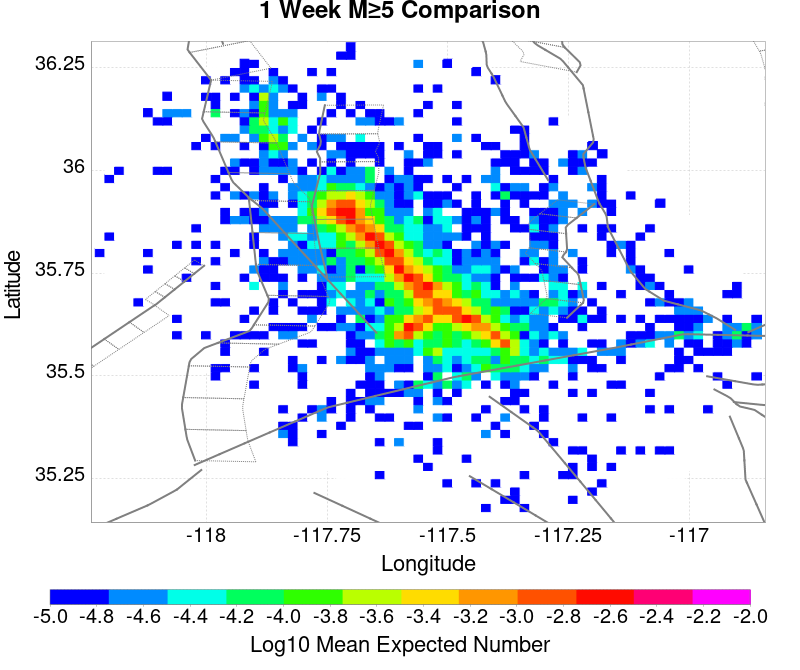 1 Week M≥5 Comparison
36.25
36
35.75
35.5
35.25
Latitude
-118 -117.75 -117.5 -117.25 -117
Longitude
-5.0 -4.8 -4.6 -4.4 -4.2 -4.0 -3.8 -3.6 -3.4 -3.2 -3.0 -2.8 -2.6 -2.4 -2.2 -2.0
Log10 Mean Expected Number